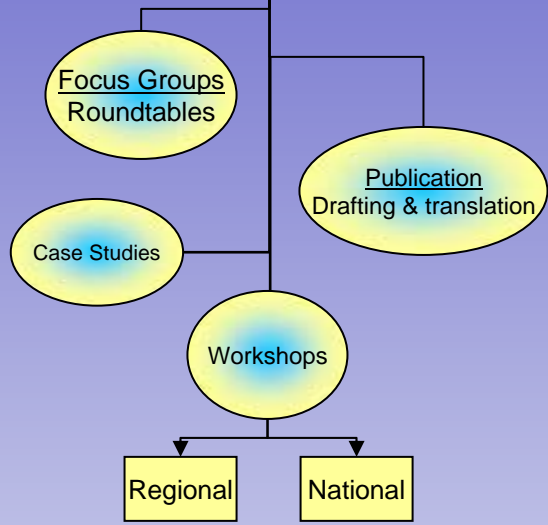 Focus Groups
Roundtables
Publication
Drafting & translation
Case Studies
Workshops
Regional
National